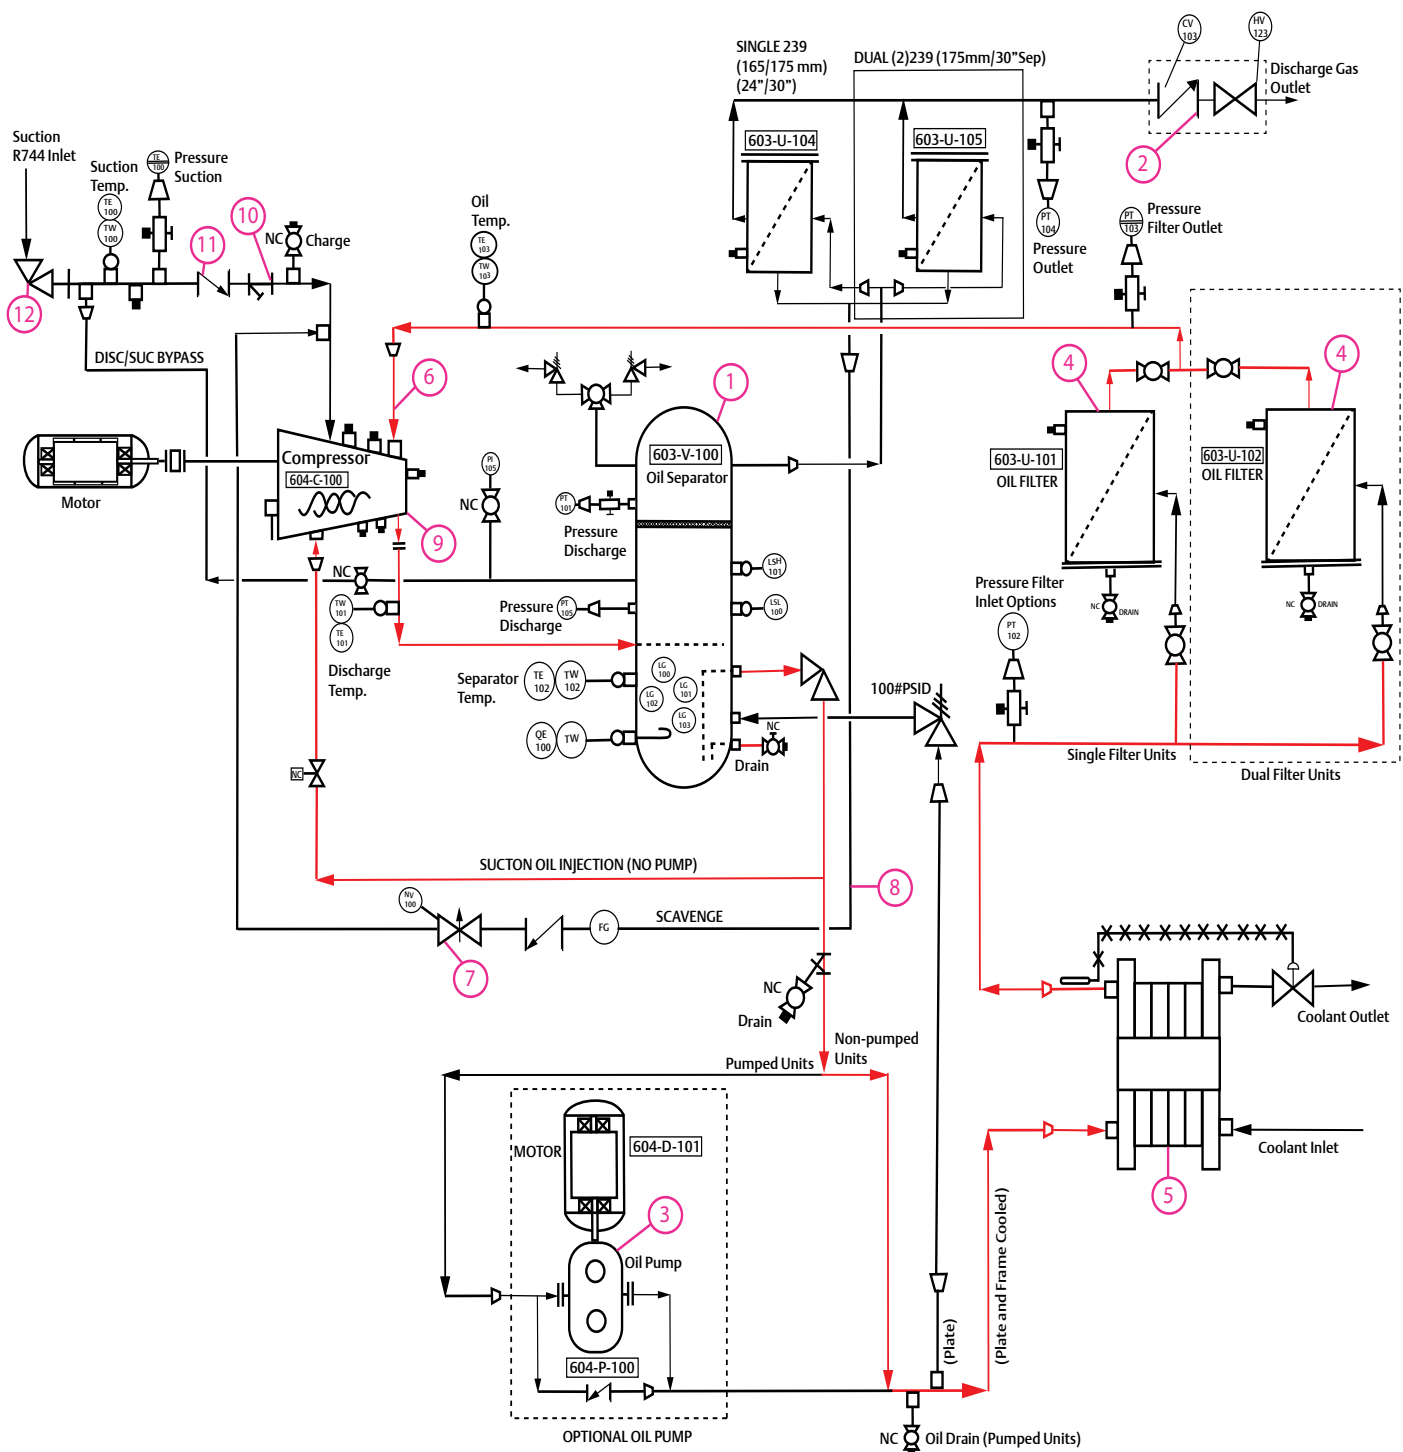 SINGLE 239
(165/175 mm)
(24"/30")
DUAL (2)239 (175mm/30"Sep)
CV
103
HV
123
Discharge Gas
Outlet
2
603-U-104
603-U-105
PT
104
Pressure
Outlet
PT
103
Pressure
Filter Outlet
Suction
R744 Inlet
Suction
Temp.
TE
100
TW
100
TE
100
Pressure
Suction
11
10
NC
Charge
12
Oil
Temp.
TE
103
TW
103
DISC/SUC BYPASS
6
1
4
4
Motor
Compressor
604-C-100
9
PI
105
NC
603-V-100
Oil Separator
PT
101
Pressure
Discharge
LSH
101
LSL
100
NC
TW
101
TE
101
Discharge
Temp.
Pressure
Discharge
PT
105
Separator
Temp.
TE
102
TW
102
QE
100
TW
LG
100
LG
101
LG
102
LG
103
NC
Drain
100#PSID
603-U-101
OIL FILTER
603-U-102
OIL FILTER
NC
DRAIN
NC
DRAIN
Pressure Filter
Inlet Options
PT
102
Single Filter Units
Dual Filter Units
NC
SUCTON OIL INJECTION (NO PUMP)
NV
100
7
FG
SCAVENGE
8
NC
Drain
Non-pumped
Units
Pumped Units
Coolant Outlet
Coolant Inlet
5
MOTOR
604-D-101
3
Oil Pump
604-P-100
OPTIONAL OIL PUMP
(Plate)
(Plate and Frame Cooled)
NC
Oil Drain (Pumped Units)